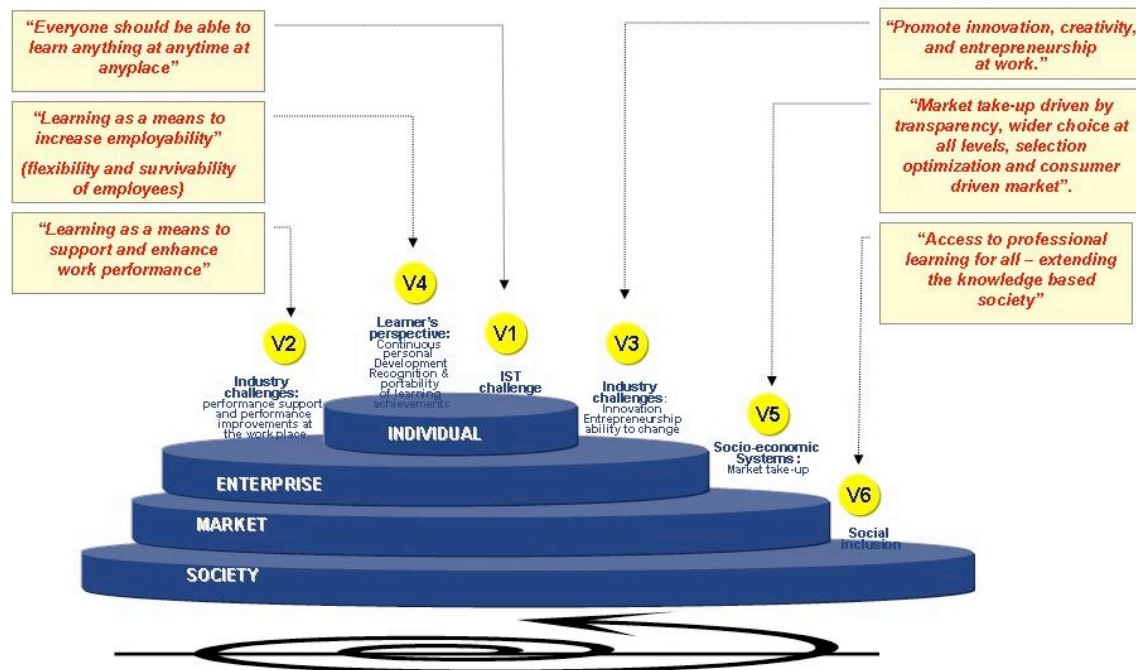 “Everyone should be able to
learn anything at anytime at
anyplace”
“Learning as a means to
increase employability”
(flexibility and survivability
of employees)
“Learning as a means to
support and enhance
work performance”
“Promote innovation, creativity,
and entrepreneurship
at work.”
“Market take-up driven by
transparency, wider choice at
all levels, selection
optimization and consumer
driven market”.
“Access to professional
learning for all – extending
the knowledge based
society”
V4
Learner’s
perspective:
Continuous
personal
Development
Recognition &
portability
of learning
achievements
V2
Industry
challenges:
performance support
and performance
improvements at
the work place
V1
IST
challenge
V3
Industry
challenges:
Innovation
Entrepreneurship
ability to change
V5
Socio-economic
Systems :
Market take-up
V6
Social
Inclusion
INDIVIDUAL
ENTERPRISE
MARKET
SOCIETY